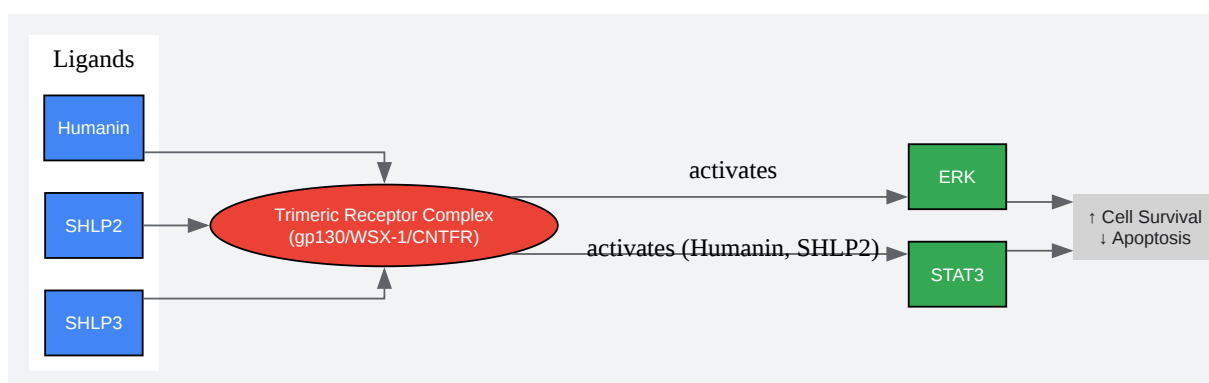 Ligands
Humanin
SHLP2
SHLP3
Trimeric Receptor Complex
(gp130/WSX-1/CNTFR)
activates
activates (Humanin, SHLP2)
ERK
STAT3
↑ Cell Survival
↓ Apoptosis